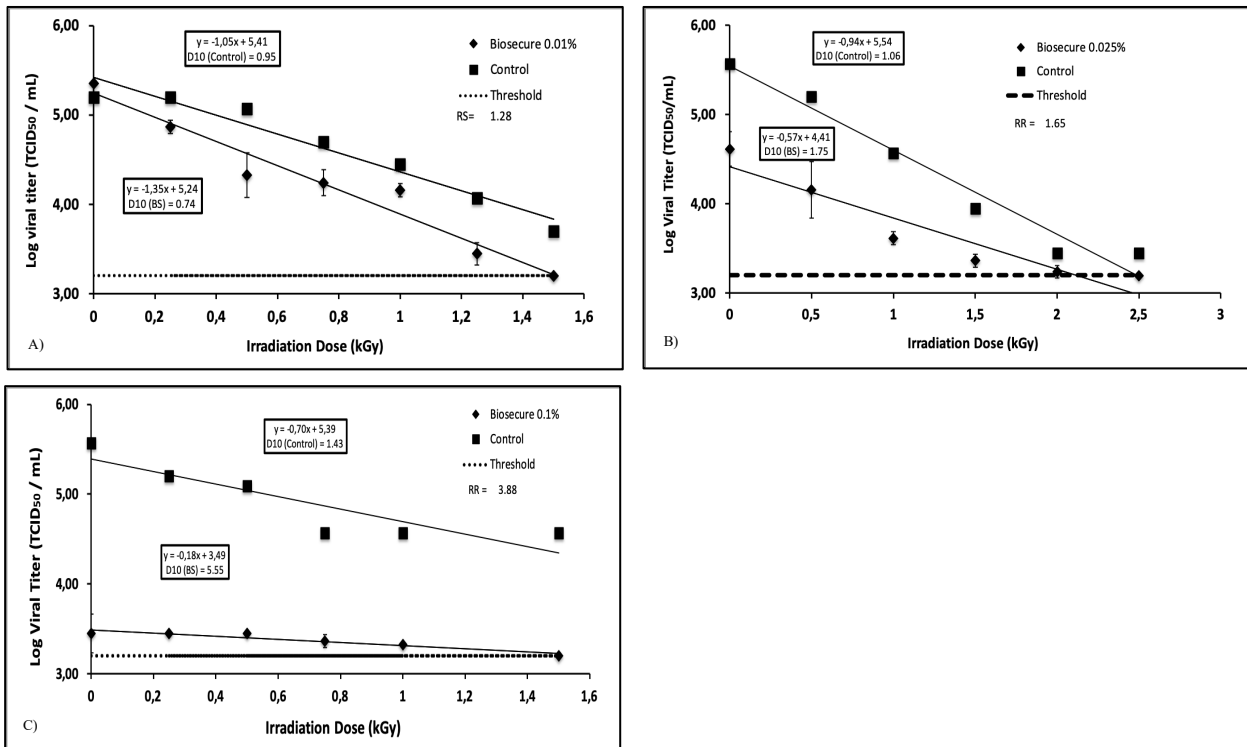 6,00
5,00
4,00
3,00
Log viral titer (TCID₅₀ / mL)
y = -1,05x + 5,41
D10 (Control) = 0.95
y = -1,35x + 5,24
D10 (BS) = 0.74
Biosecure 0.01%
Control
Threshold
RS= 1.28
0 0,2 0,4 0,6 0,8 1 1,2 1,4 1,6
Irradiation Dose (kGy)
A)
6,00
5,00
4,00
3,00
Log Viral Titer (TCID₅₀/mL)
y = -0,94x + 5,54
D10 (Control) = 1.06
y = -0,57x + 4,41
D10 (BS) = 1.75
Biosecure 0.025%
Control
Threshold
RR = 1.65
0 0,5 1 1,5 2 2,5 3
Irradiation Dose (kGy)
B)
6,00
5,00
4,00
3,00
Log Viral Titer (TCID₅₀ / mL)
y = -0,70x + 5,39
D10 (Control) = 1.43
y = -0,18x + 3,49
D10 (BS) = 5.55
Biosecure 0.1%
Control
Threshold
RR = 3.88
0 0,2 0,4 0,6 0,8 1 1,2 1,4 1,6
Irradiation Dose (kGy)
C)